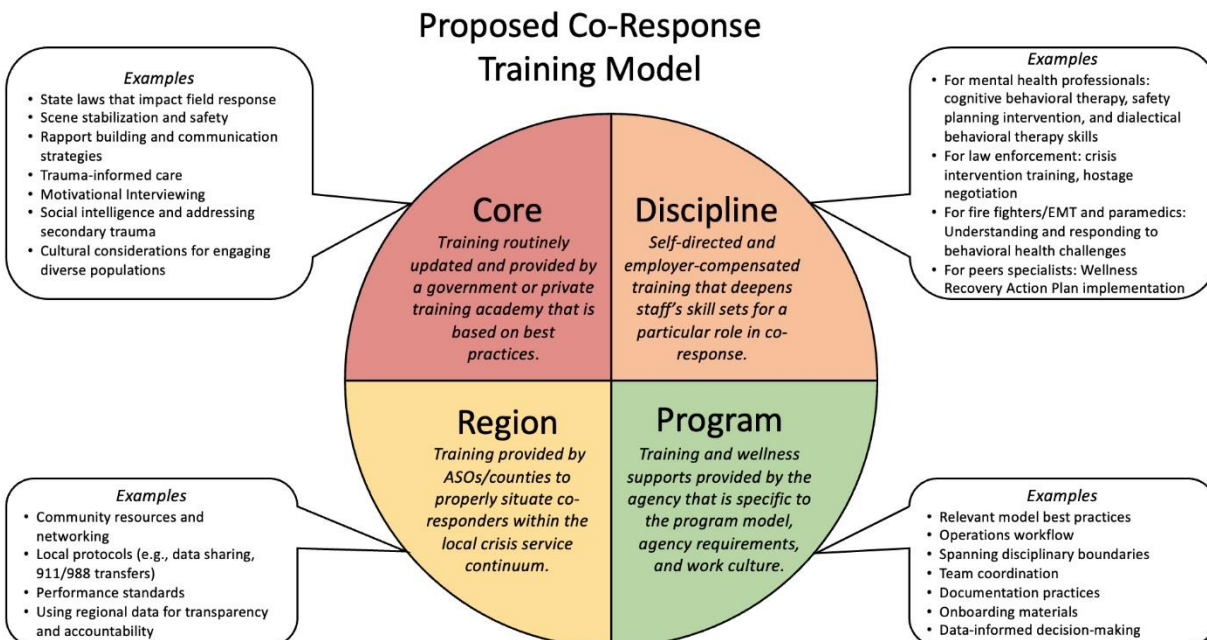 Proposed Co-Response
Training Model
Examples
• State laws that impact field response
• Scene stabilization and safety
• Rapport building and communication
strategies
• Trauma-informed care
• Motivational Interviewing
• Social intelligence and addressing
secondary trauma
• Cultural considerations for engaging
diverse populations
Examples
• For mental health professionals:
cognitive behavioral therapy, safety
planning intervention, and dialectical
behavioral therapy skills
• For law enforcement: crisis
intervention training, hostage
negotiation
• For fire fighters/EMT and paramedics:
Understanding and responding to
behavioral health challenges
• For peers specialists: Wellness
Recovery Action Plan implementation
Core
Training routinely
updated and provided by
a government or private
training academy that is
based on best
practices.
Discipline
Self-directed and
employer-compensated
training that deepens
staff's skill sets for a
particular role in co-
response.
Region
Training provided by
ASOs/counties to
properly situate co-
responders within the
local crisis service
continuum.
Program
Training and wellness
supports provided by the
agency that is specific to
the program model,
agency requirements,
and work culture.
Examples
• Community resources and
networking
• Local protocols (e.g., data sharing,
911/988 transfers)
• Performance standards
• Using regional data for transparency
and accountability
Examples
• Relevant model best practices
• Operations workflow
• Spanning disciplinary boundaries
• Team coordination
• Documentation practices
• Onboarding materials
• Data-informed decision-making